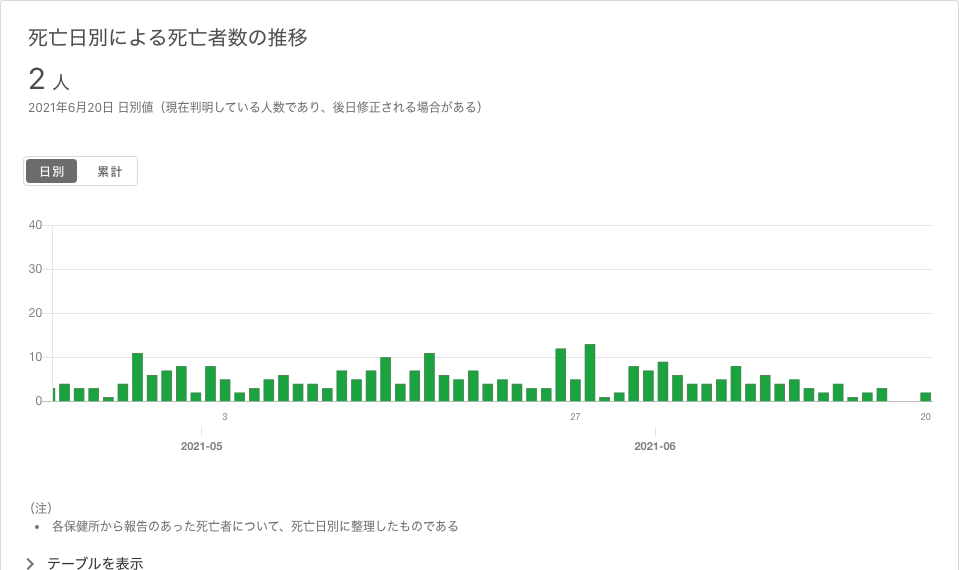 死亡日別による死亡者数の推移
2 人
2021年6月20日 日別値（現在判明している人数であり、後日修正される場合がある）
日別 累計
40
30
20
10
0
3 27 20
2021-05 2021-06
（注）
• 各保健所から報告のあった死亡者について、死亡日別に整理したものである
テーブルを表示